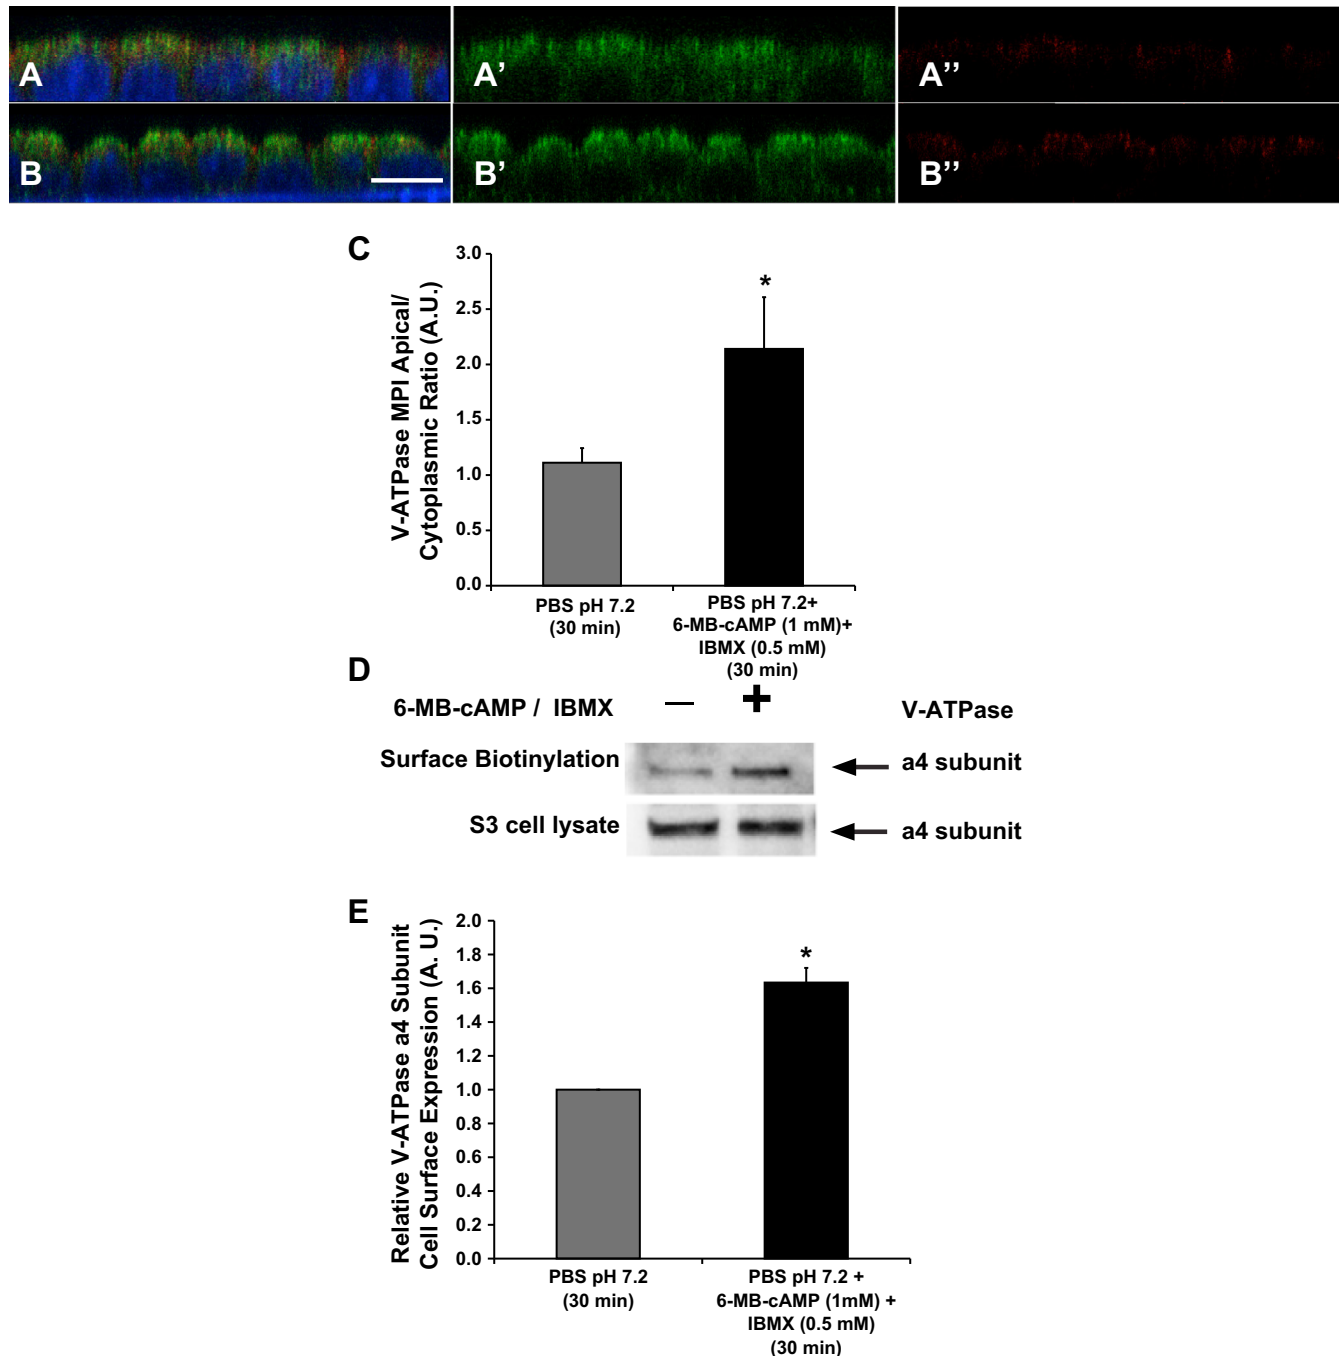 A
A’
A’’
B
B’
B’’
C
V-ATPase MPI Apical/
Cytoplasmic Ratio (A.U.)
3.0
2.5
2.0
1.5
1.0
0.5
0.0
*
PBS pH 7.2
(30 min)
PBS pH 7.2+
6-MB-cAMP (1 mM)+
IBMX (0.5 mM)
(30 min)
D
6-MB-cAMP / IBMX
—
+
V-ATPase
Surface Biotinylation
a4 subunit
S3 cell lysate
a4 subunit
E
Relative V-ATPase a4 Subunit
Cell Surface Expression (A. U.)
2.0
1.8
1.6
1.4
1.2
1.0
0.8
0.6
0.4
0.2
0.0
*
PBS pH 7.2
(30 min)
PBS pH 7.2 +
6-MB-cAMP (1mM) +
IBMX (0.5 mM)
(30 min)